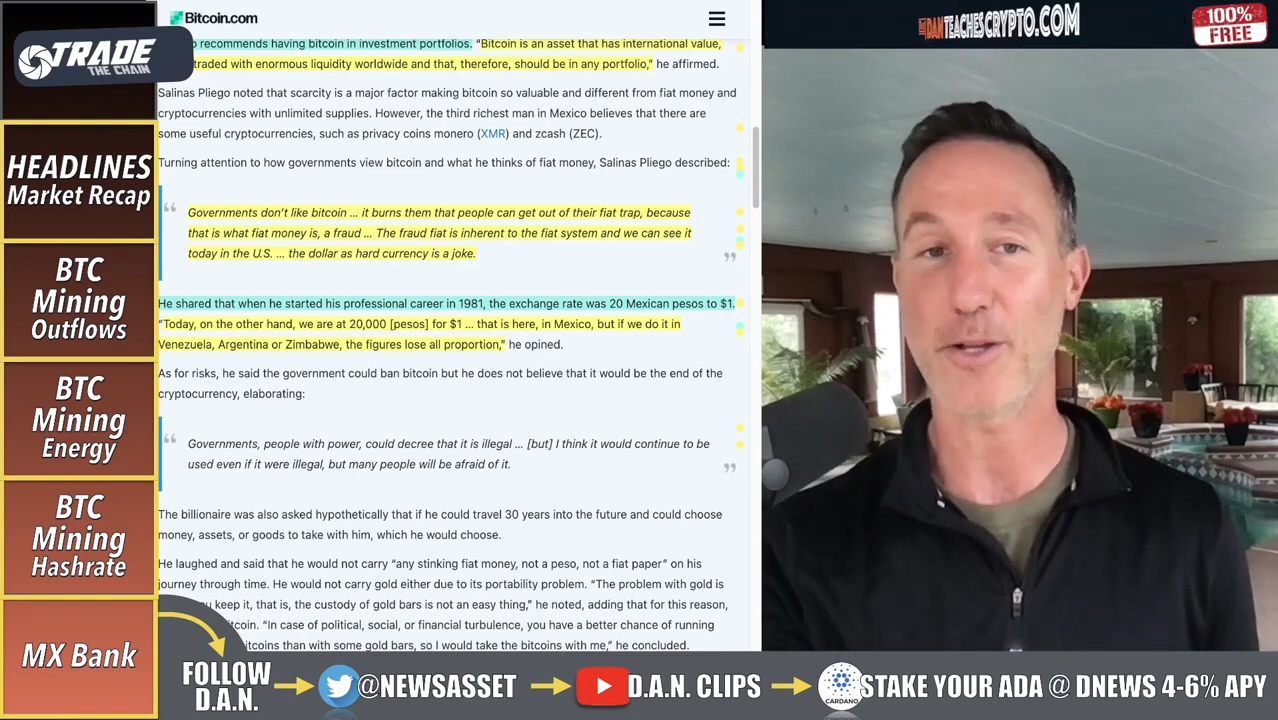 TRADE
THE CHAIN
HEADLINES
Market Recap
BTC
Mining
Outflows
BTC
Mining
Energy
BTC
Mining
Hashrate
MX Bank
Bitcoin.com
recommends having bitcoin in investment portfolios. “Bitcoin is an asset that has international value,
traded with enormous liquidity worldwide and that, therefore, should be in any portfolio,” he affirmed.
Salinas Pliego noted that scarcity is a major factor making bitcoin so valuable and different from fiat money and
cryptocurrencies with unlimited supplies. However, the third richest man in Mexico believes that there are
some useful cryptocurrencies, such as privacy coins monero (XMR) and zcash (ZEC).
Turning attention to how governments view bitcoin and what he thinks of fiat money, Salinas Pliego described:
“
Governments don’t like bitcoin … it burns them that people can get out of their fiat trap, because
that is what fiat money is, a fraud … The fraud fiat is inherent to the fiat system and we can see it
today in the U.S. … the dollar as hard currency is a joke.
”
He shared that when he started his professional career in 1981, the exchange rate was 20 Mexican pesos to $1.
“Today, on the other hand, we are at 20,000 [pesos] for $1 … that is here, in Mexico, but if we do it in
Venezuela, Argentina or Zimbabwe, the figures lose all proportion,” he opined.
As for risks, he said the government could ban bitcoin but he does not believe that it would be the end of the
cryptocurrency, elaborating:
“
Governments, people with power, could decree that it is illegal … [but] I think it would continue to be
used even if it were illegal, but many people will be afraid of it.
”
The billionaire was also asked hypothetically that if he could travel 30 years into the future and could choose
money, assets, or goods to take with him, which he would choose.
He laughed and said that he would not carry “any stinking fiat money, not a peso, not a fiat paper” on his
journey through time. He would not carry gold either due to its portability problem. “The problem with gold is
keep it, that is, the custody of gold bars is not an easy thing,” he noted, adding that for this reason,
“In case of political, social, or financial turbulence, you have a better chance of running
than with some gold bars, so I would take the bitcoins with me,” he concluded.
DANTEACHESCRYPTO.COM
100%
FREE
FOLLOW
D.A.N.
@NEWSASSET
D.A.N. CLIPS
CARDANO
STAKE YOUR ADA @ DNEWS 4-6% APY